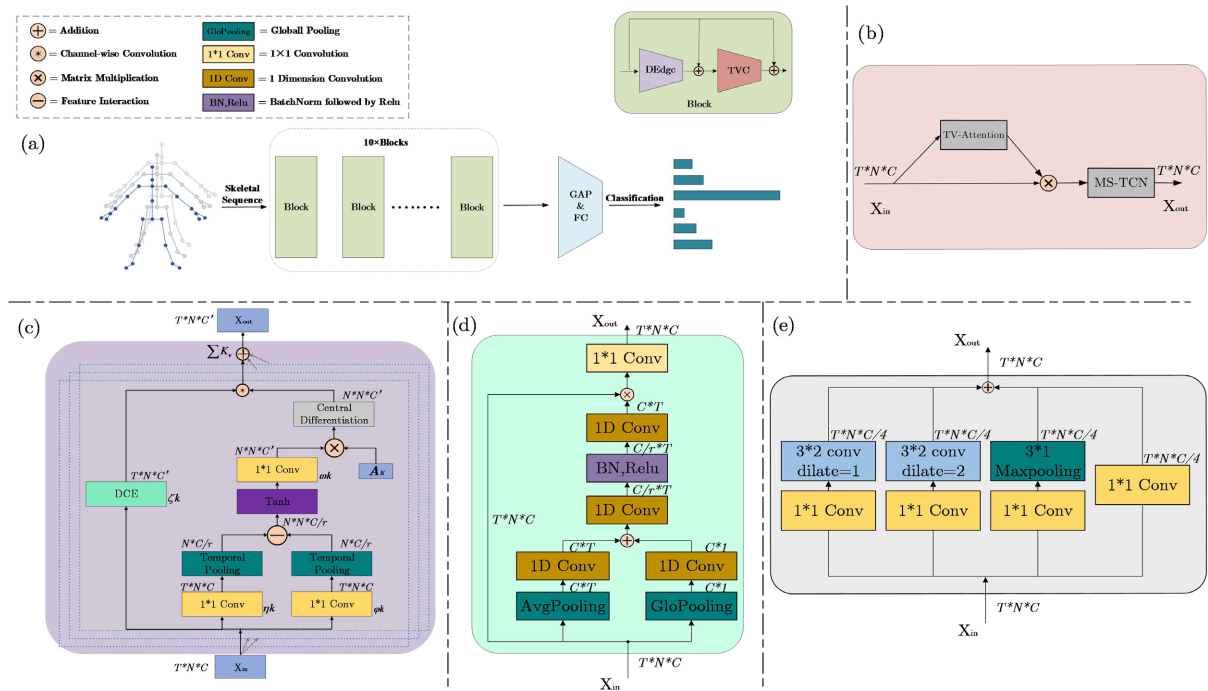 = Addition
= Channel-wise Convolution
= Matrix Multiplication
= Feature Interaction
GloPooling = Globall Pooling
1*1 Conv = 1×1 Convolution
1D Conv = 1 Dimension Convolution
BN,Relu = BatchNorm followed by Relu
DEdgc
TVC
Block
(a)
10×Blocks
Skeletal
Sequence
Block
Block
Block
GAP
&
FC
Classification
(b)
TV-Attention
T*N*C
MS-TCN
T*N*C
Xin
Xout
(c)
T*N*C'
Xout
∑K,
N*N*C'
Central
Differentiation
N*N*C'
1*1 Conv
ωk
AK
T*N*C'
DCE
ζk
Tanh
N*N*C/r
N*C/r
N*C/r
Temporal
Pooling
Temporal
Pooling
T*N*C
T*N*C
1*1 Conv
ηk
1*1 Conv
φk
T*N*C
Xin
(d)
Xout
T*N*C
1*1 Conv
C*T
1D Conv
C/r*T
BN,Relu
C/r*T
1D Conv
T*N*C
C*T
C*1
1D Conv
1D Conv
C*T
C*1
AvgPooling
GloPooling
T*N*C
Xin
(e)
Xout
T*N*C
T*N*C/4
T*N*C/4
T*N*C/4
T*N*C/4
3*2 conv
dilate=1
3*2 conv
dilate=2
3*1
Maxpooling
1*1 Conv
1*1 Conv
1*1 Conv
1*1 Conv
T*N*C
Xin